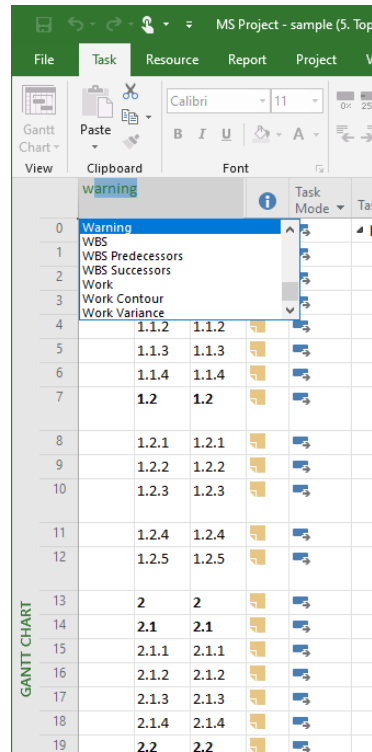 MS Project - sample (5. Top
File Task Resource Report Project
Calibri 11 0% 25
Gantt Chart Paste B I U A
View Clipboard Font
warning
Task Mode
Ta
0 Warning
WBS
1 WBS Predecessors
2 WBS Successors
Work
3 Work Contour
Work Variance
4 1.1.2 1.1.2
5 1.1.3 1.1.3
6 1.1.4 1.1.4
7 1.2 1.2
8 1.2.1 1.2.1
9 1.2.2 1.2.2
10 1.2.3 1.2.3
11 1.2.4 1.2.4
12 1.2.5 1.2.5
13 2 2
14 2.1 2.1
15 2.1.1 2.1.1
16 2.1.2 2.1.2
17 2.1.3 2.1.3
18 2.1.4 2.1.4
19 2.2 2.2
GANTT CHART